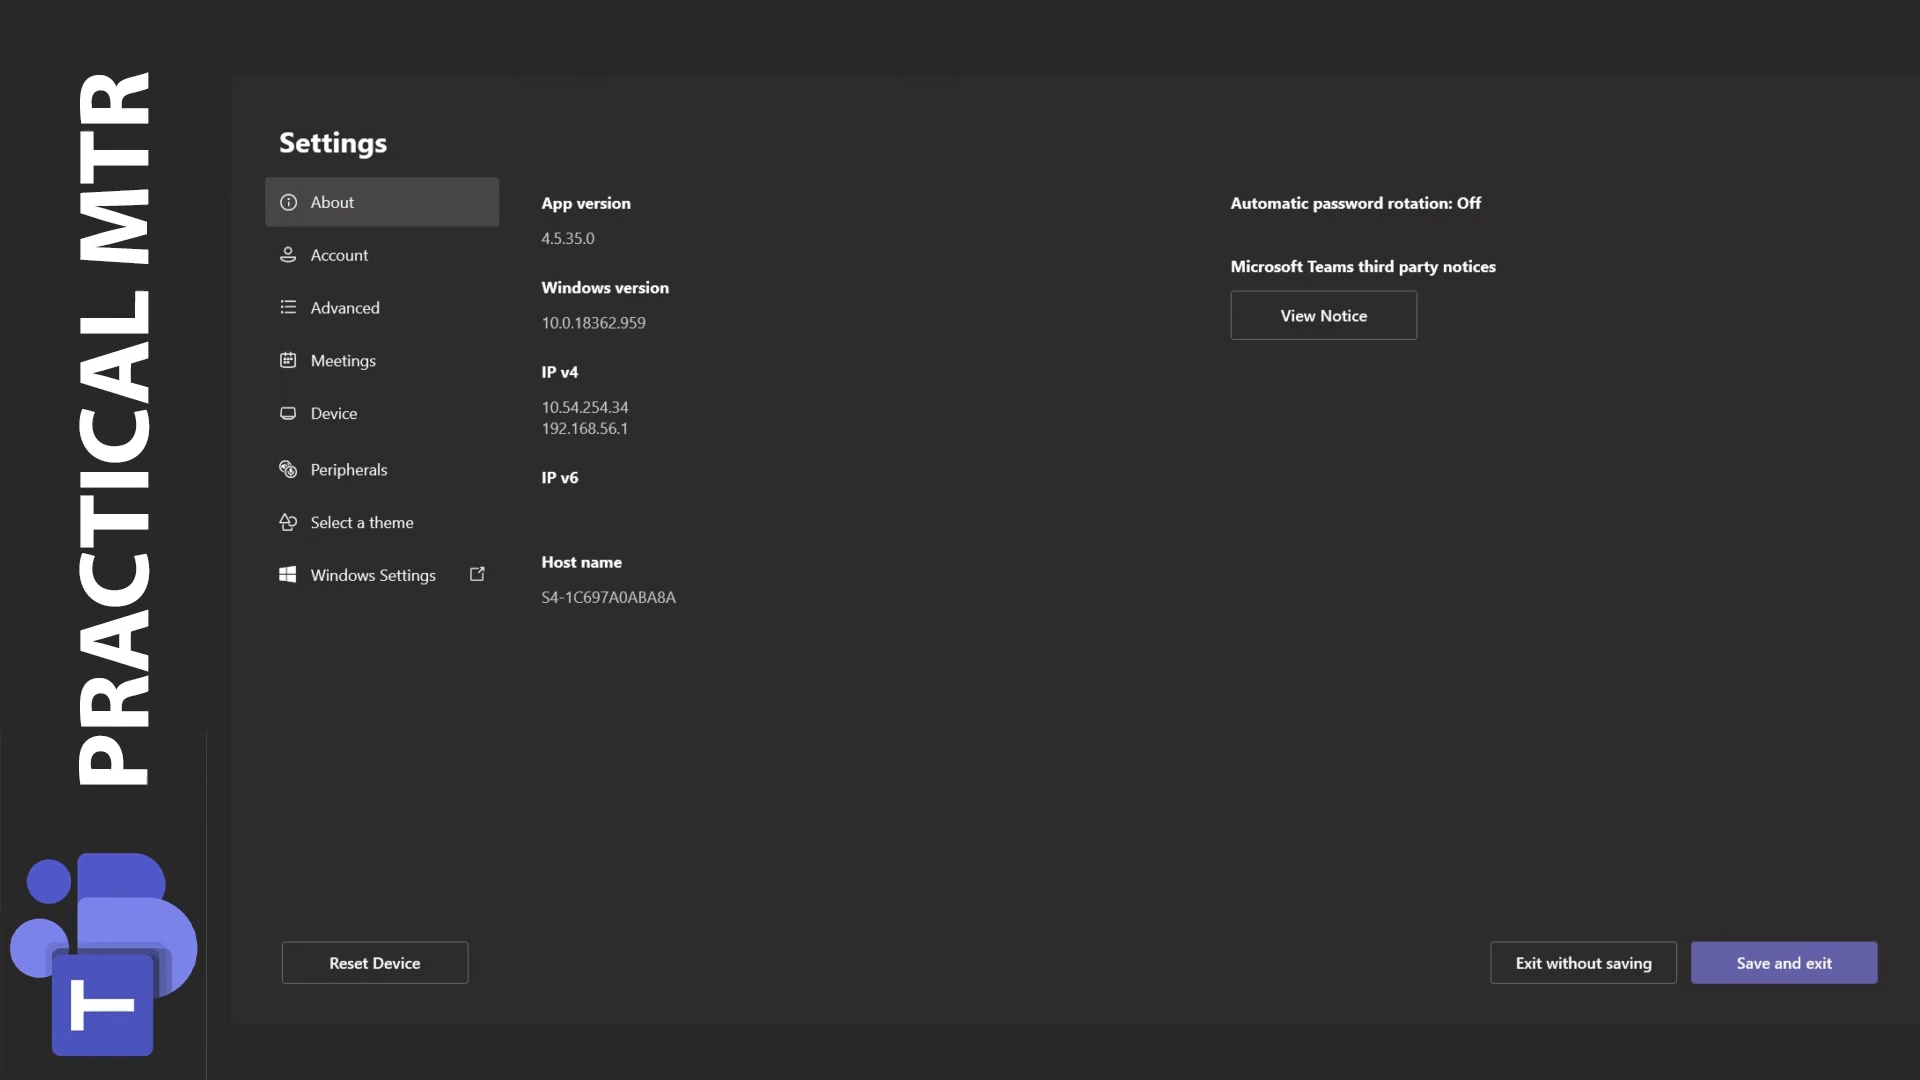 PRACTICAL MTR
T
Settings
About
Account
Advanced
Meetings
Device
Peripherals
Select a theme
Windows Settings
App version
4.5.35.0
Windows version
10.0.18362.959
IP v4
10.54.254.34
192.168.56.1
IP v6
Host name
S4-1C697A0ABA8A
Automatic password rotation: Off
Microsoft Teams third party notices
View Notice
Reset Device
Exit without saving
Save and exit